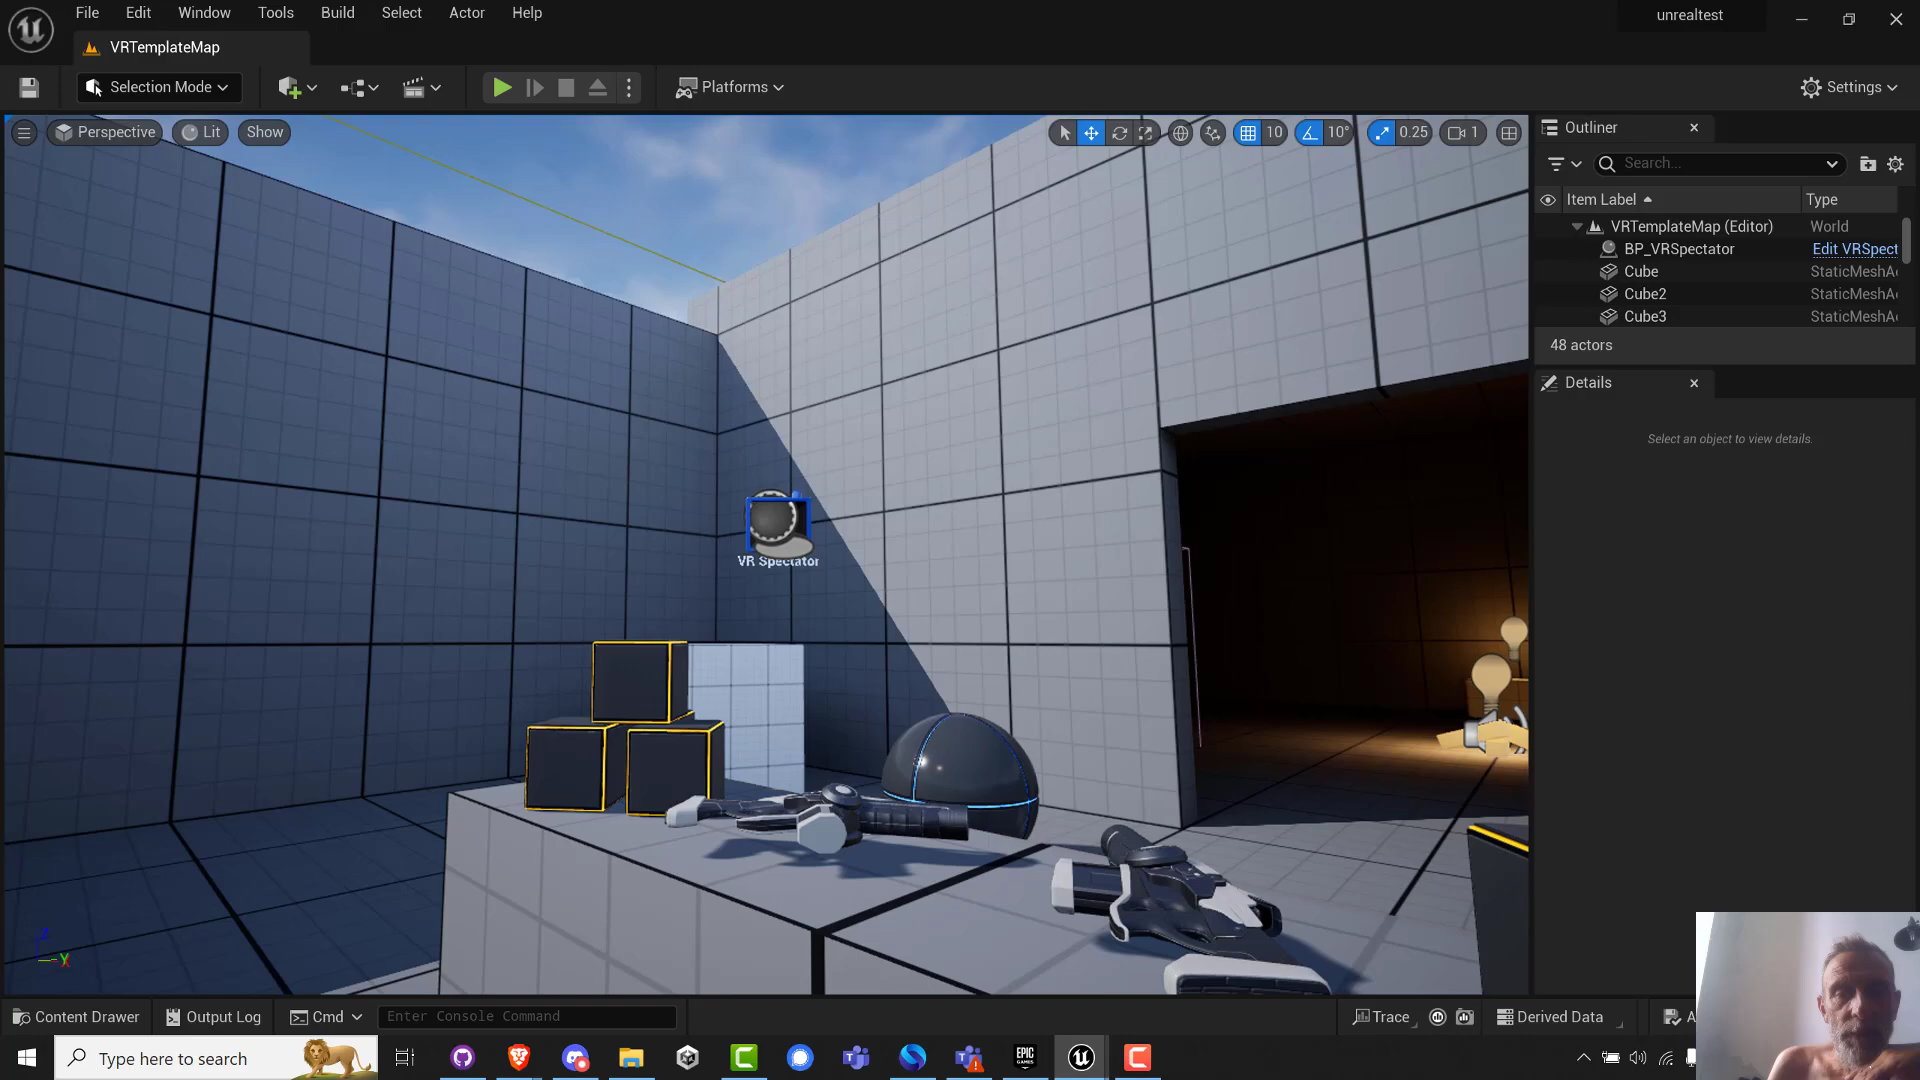 File Edit Window Tools Build Select Actor Help
unrealtest
VRTemplateMap
Selection Mode
Platforms
Settings
Perspective Lit Show
10 10° 0.25 1
Outliner
Search...
Item Label Type
VRTemplateMap (Editor) World
BP_VRSpectator Edit VRSpect
Cube StaticMeshA
Cube2 StaticMeshA
Cube3 StaticMeshA
48 actors
Details
Select an object to view details.
VR Spectator
Z
Y
Content Drawer Output Log Cmd Enter Console Command
Trace Derived Data A
Type here to search
EPIC GAMES